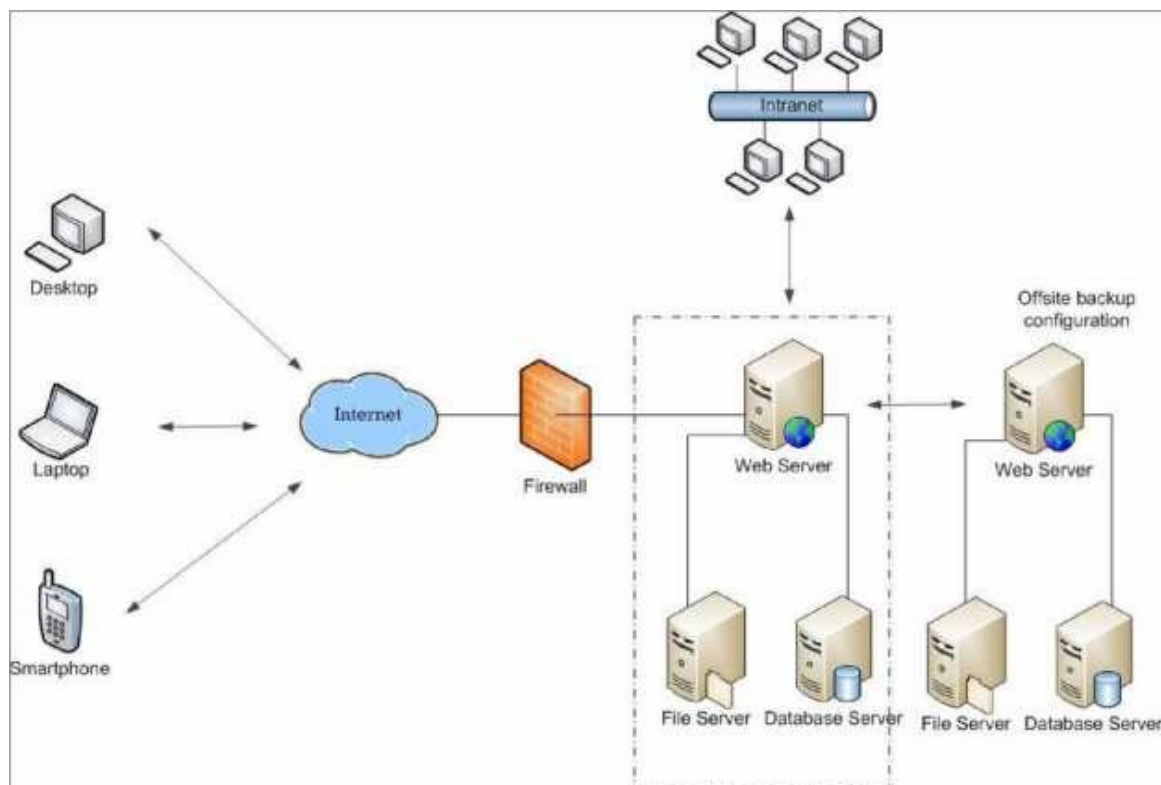 Intranet
Desktop
Offsite backup
configuration
Internet
Laptop
Firewall
Web Server
Web Server
Smartphone
File Server
Database Server
File Server
Database Server